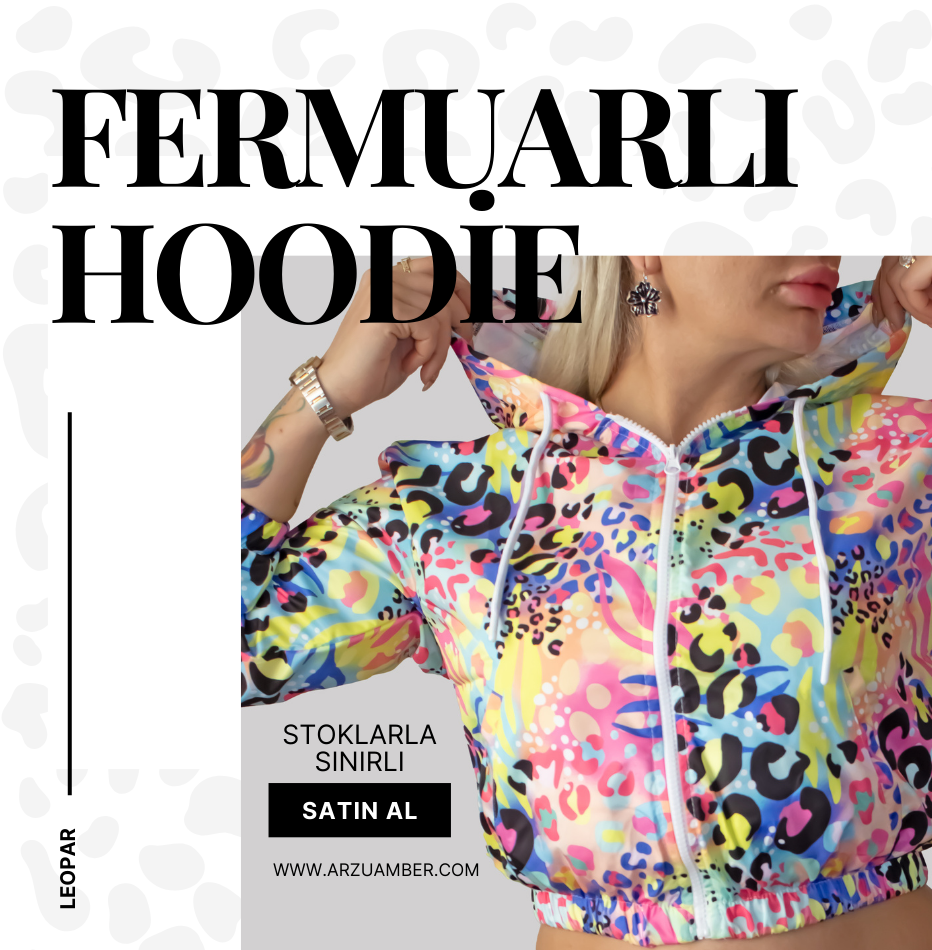 FERMUARLI
HOODİE
STOKLARLA
SINIRLI
SATIN AL
WWW.ARZUAMBER.COM
LEOPAR